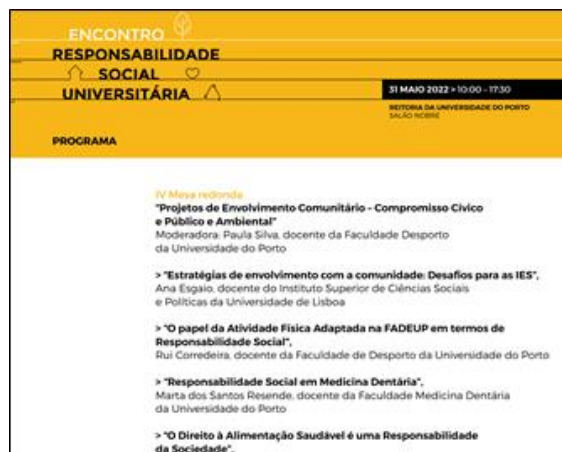 ENCONTRO
RESPONSABILIDADE
SOCIAL
UNIVERSITÁRIA
31 MAIO 2022 > 10:00 - 17:30
REITORIA DA UNIVERSIDADE DO PORTO
SALÃO NOBRE
PROGRAMA
IV Mesa redonda
"Projetos de Envolvimento Comunitário - Compromisso Cívico
e Público e Ambiental"
Moderadora: Paula Silva, docente da Faculdade Desporto
da Universidade do Porto
> "Estratégias de envolvimento com a comunidade: Desafios para as IES",
Ana Esgaio, docente do Instituto Superior de Ciências Sociais
e Políticas da Universidade de Lisboa
> "O papel da Atividade Física Adaptada na FADEUP em termos de
Responsabilidade Social",
Rui Corredeira, docente da Faculdade de Desporto da Universidade do Porto
> "Responsabilidade Social em Medicina Dentária",
Marta dos Santos Resende, docente da Faculdade Medicina Dentária
da Universidade do Porto
> "O Direito à Alimentação Saudável é uma Responsabilidade
da Sociedade",